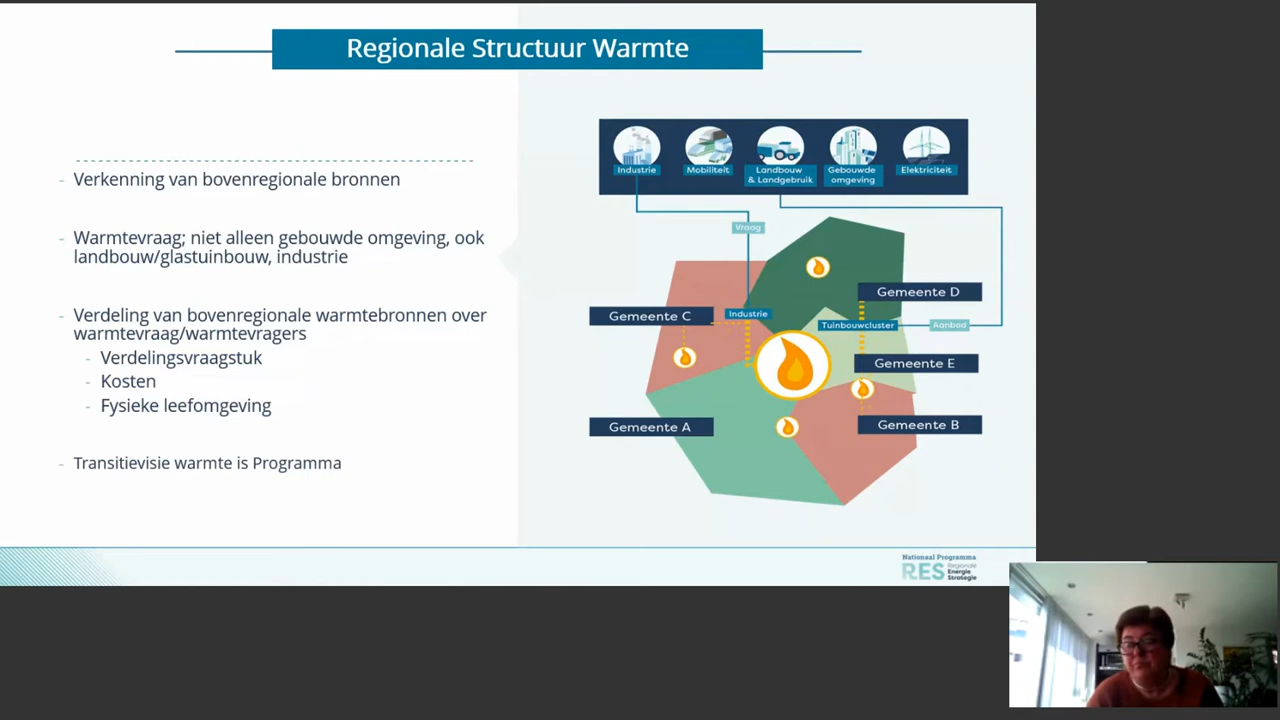 Regionale Structuur Warmte
- Verkenning van bovenregionale bronnen
- Warmtevraag; niet alleen gebouwde omgeving, ook
landbouw/glastuinbouw, industrie
- Verdeling van bovenregionale warmtebronnen over
warmtevraag/warmtevragers
- Verdelingsvraagstuk
- Kosten
- Fysieke leefomgeving
- Transitievisie warmte is Programma
Industrie
Mobiliteit
Landbouw
& Landgebruik
Gebouwde
omgeving
Elektriciteit
Vraag
Gemeente D
Gemeente C
Industrie
Tuinbouwcluster
Aanbod
Gemeente E
Gemeente A
Gemeente B
Nationaal Programma
RES Regionale
Energie
Strategie